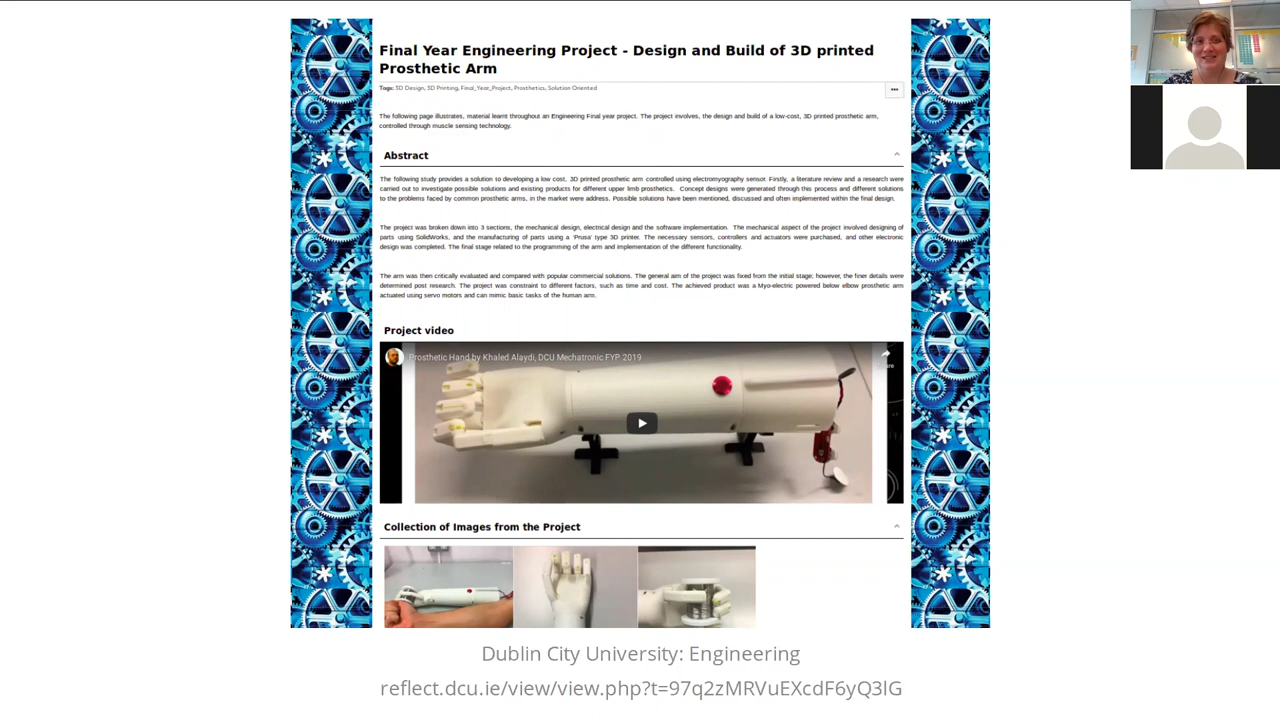 Final Year Engineering Project - Design and Build of 3D printed
Prosthetic Arm
Tags: 3D Design, 3D Printing, Final_Year_Project, Prosthetics, Solution Oriented
The following page illustrates, material learnt throughout an Engineering Final year project. The project involves, the design and build of a low-cost, 3D printed prosthetic arm,
controlled through muscle sensing technology.
Abstract
The following study provides a solution to developing a low cost, 3D printed prosthetic arm controlled using electromyography sensor. Firstly, a literature review and a research were
carried out to investigate possible solutions and existing products for different upper limb prosthetics. Concept designs were generated through this process and different solutions
to the problems faced by common prosthetic arms, in the market were address. Possible solutions have been mentioned, discussed and often implemented within the final design.
The project was broken down into 3 sections, the mechanical design, electrical design and the software implementation. The mechanical aspect of the project involved designing of
parts using SolidWorks, and the manufacturing of parts using a 'Prusa' type 3D printer. The necessary sensors, controllers and actuators were purchased, and other electronic
design was completed. The final stage related to the programming of the arm and implementation of the different functionality.
The arm was then critically evaluated and compared with popular commercial solutions. The general aim of the project was fixed from the initial stage; however, the finer details were
determined post research. The project was constraint to different factors, such as time and cost. The achieved product was a Myo-electric powered below elbow prosthetic arm
actuated using servo motors and can mimic basic tasks of the human arm.
Project video
Prosthetic Hand by Khaled Alaydi, DCU Mechatronic FYP 2019
Collection of Images from the Project
Dublin City University: Engineering
reflect.dcu.ie/view/view.php?t=97q2zMRVuEXcdF6yQ3lG